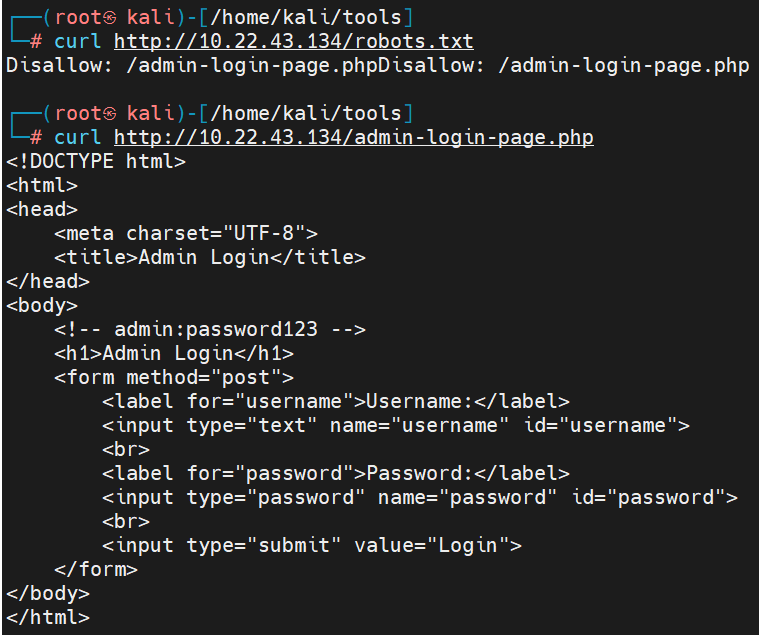 ┌──(root㉿ kali)-[/home/kali/tools]
└─# curl http://10.22.43.134/robots.txt
Disallow: /admin-login-page.phpDisallow: /admin-login-page.php
┌──(root㉿ kali)-[/home/kali/tools]
└─# curl http://10.22.43.134/admin-login-page.php
<!DOCTYPE html>
<html>
<head>
    <meta charset="UTF-8">
    <title>Admin Login</title>
</head>
<body>
    <!-- admin:password123 -->
    <h1>Admin Login</h1>
    <form method="post">
        <label for="username">Username:</label>
        <input type="text" name="username" id="username">
        <br>
        <label for="password">Password:</label>
        <input type="password" name="password" id="password">
        <br>
        <input type="submit" value="Login">
    </form>
</body>
</html>